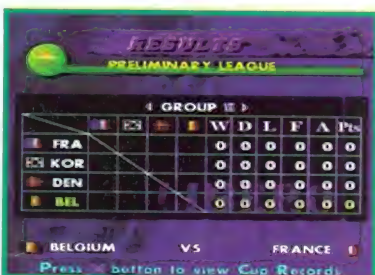 RESULTS
PRELIMINARY LEAGUE
GROUP
W D L F A Pts
FRA 0 0 0 0 0 0
KOR 0 0 0 0 0 0
DEN 0 0 0 0 0 0
BEL 0 0 0 0 0 0
BELGIUM VS FRANCE
Press × button to view Cup Records